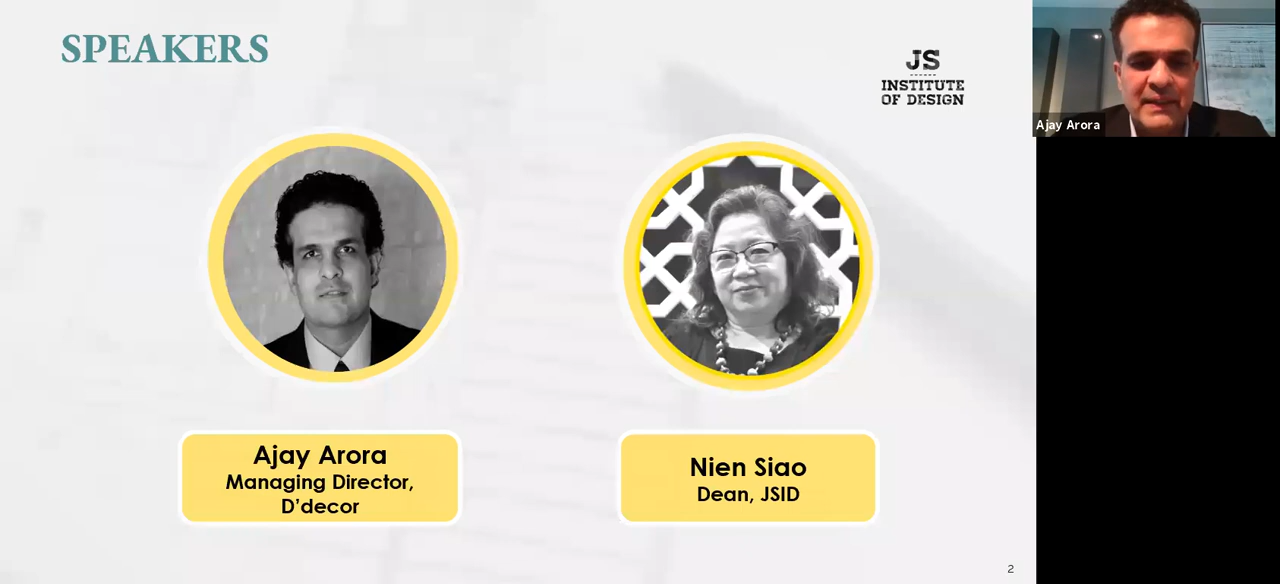 SPEAKERS
JS
INSTITUTE
OF DESIGN
Ajay Arora
Ajay Arora
Managing Director,
D'decor
Nien Siao
Dean, JSID
2